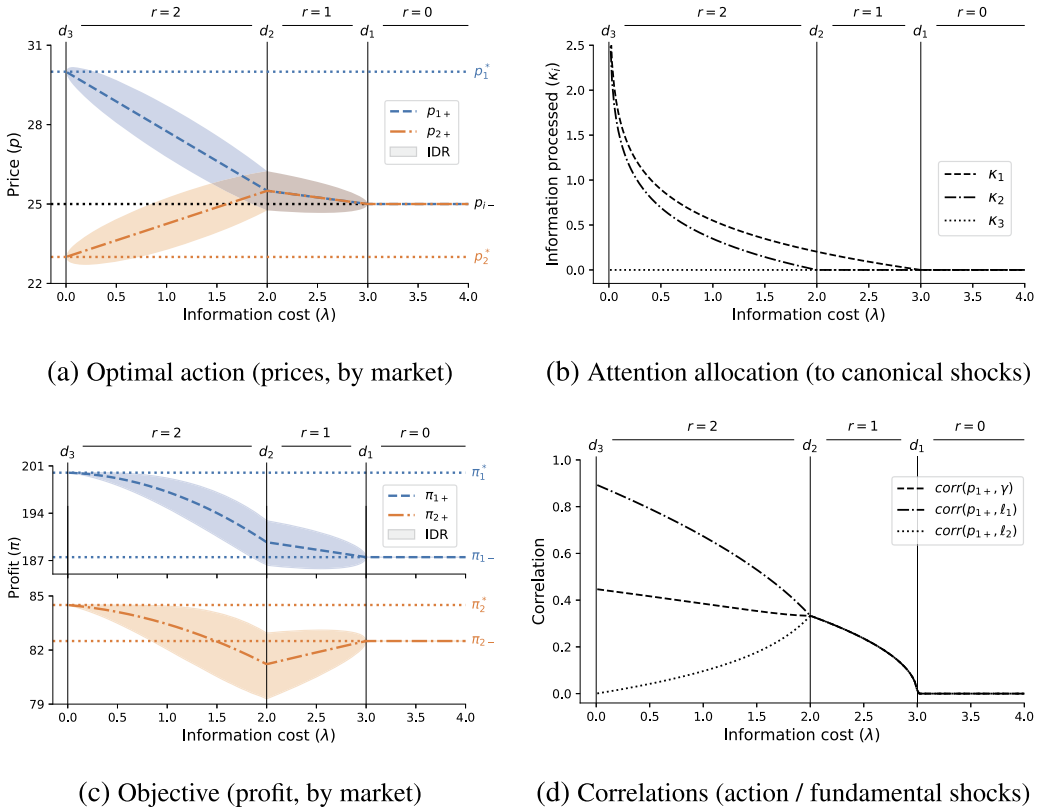 r = 2 r = 1 r = 0
d₃ d₂ d₁
31
28
25
22
Price (p)
p₁*
p₁₊
p₂₊
IDR
pᵢ₋
p₂*
0.0 0.5 1.0 1.5 2.0 2.5 3.0 3.5 4.0
Information cost (λ)
(a) Optimal action (prices, by market)
r = 2 r = 1 r = 0
d₃ d₂ d₁
2.5
2.0
1.5
1.0
0.5
0.0
Information processed (κᵢ)
κ₁
κ₂
κ₃
0.0 0.5 1.0 1.5 2.0 2.5 3.0 3.5 4.0
Information cost (λ)
(b) Attention allocation (to canonical shocks)
r = 2 r = 1 r = 0
d₃ d₂ d₁
201
194
187
85
82
79
Profit (π)
π₁*
π₁₊
π₂₊
IDR
π₁₋
π₂*
π₂₋
0.0 0.5 1.0 1.5 2.0 2.5 3.0 3.5 4.0
Information cost (λ)
(c) Objective (profit, by market)
r = 2 r = 1 r = 0
d₃ d₂ d₁
1.0
0.8
0.6
0.4
0.2
0.0
Correlation
corr(p₁₊, γ)
corr(p₁₊, ℓ₁)
corr(p₁₊, ℓ₂)
0.0 0.5 1.0 1.5 2.0 2.5 3.0 3.5 4.0
Information cost (λ)
(d) Correlations (action / fundamental shocks)